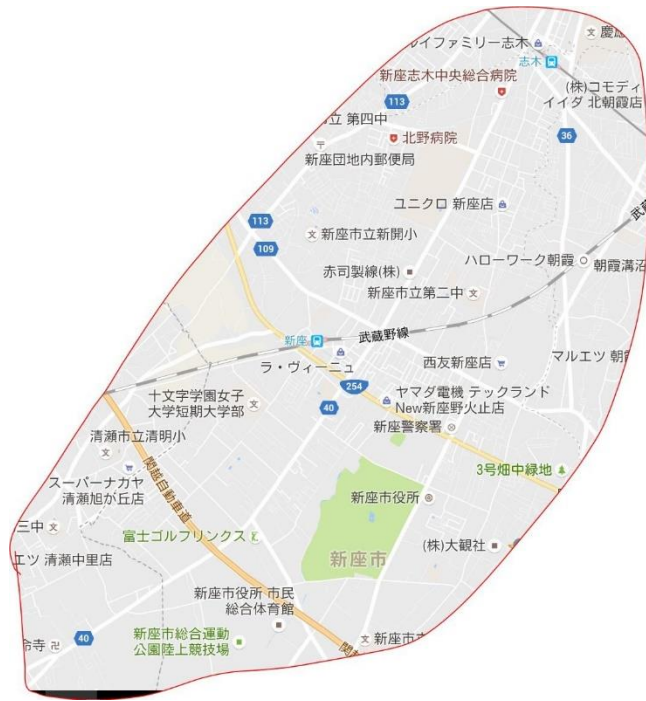 ルイファミリー志木
慶應
志木
新座志木中央総合病院
(株)コモディ
イイダ 北朝霞店
113
立 第四中
北野病院
36
新座団地内郵便局
ユニクロ 新座店
113
武蔵
新座市立新開小
109
ハローワーク朝霞
朝霞溝沼
赤司製線(株)
新座市立第二中
新座
武蔵野線
ラ・ヴィーニュ
西友新座店
マルエツ 朝霞
254
十文字学園女子
大学短期大学部
40
ヤマダ電機 テックランド
New新座野火止店
新座警察署
清瀬市立清明小
スーパーナカヤ
清瀬旭が丘店
関越自動車道
3号畑中緑地
新座市役所
三中
富士ゴルフリンクス
(株)大観社
エツ 清瀬中里店
新座市
新座市役所 市民
総合体育館
40
新座市総合運動
公園陸上競技場
新座市
関越
命寺